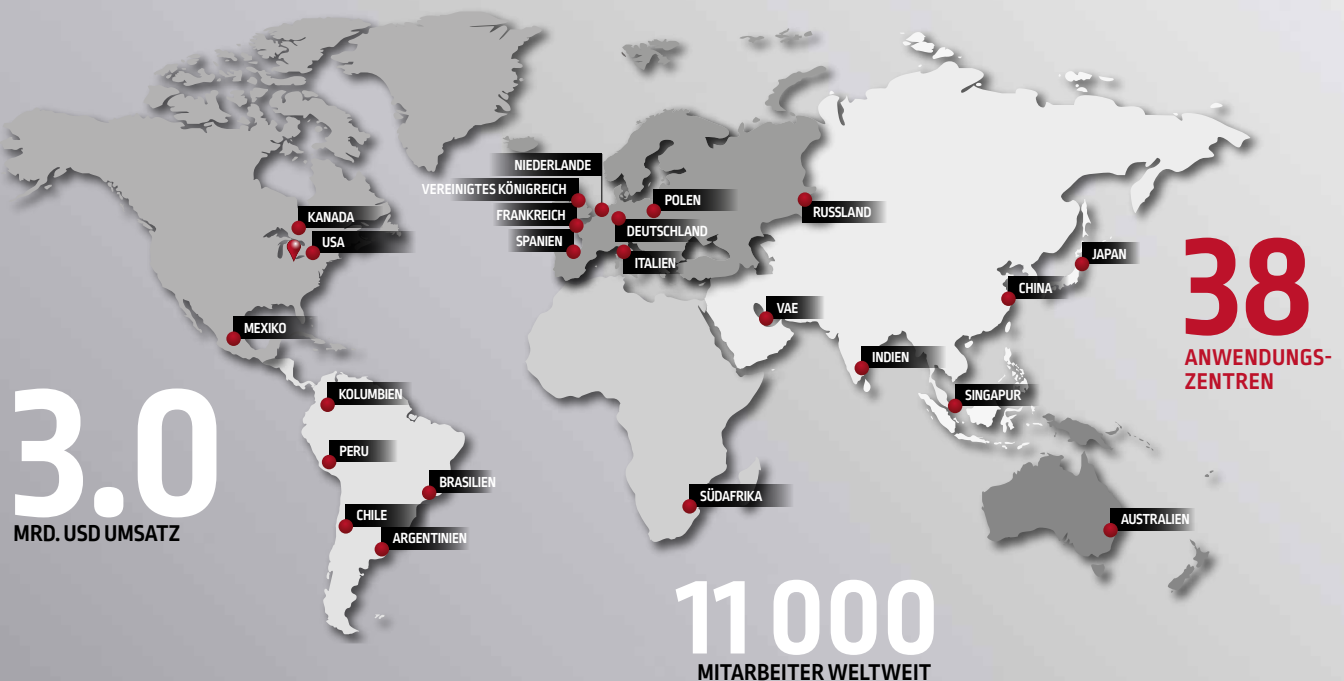 NIEDERLANDE
VEREINIGTES KÖNIGREICH
POLEN
KANADA
FRANKREICH
RUSSLAND
DEUTSCHLAND
USA
SPANIEN
ITALIEN
JAPAN
38
ANWENDUNGS-
ZENTREN
CHINA
VAE
MEXIKO
INDIEN
KOLUMBIEN
SINGAPUR
3.0
MRD. USD UMSATZ
PERU
BRASILIEN
SÜDAFRIKA
CHILE
AUSTRALIEN
ARGENTINIEN
11 000
MITARBEITER WELTWEIT